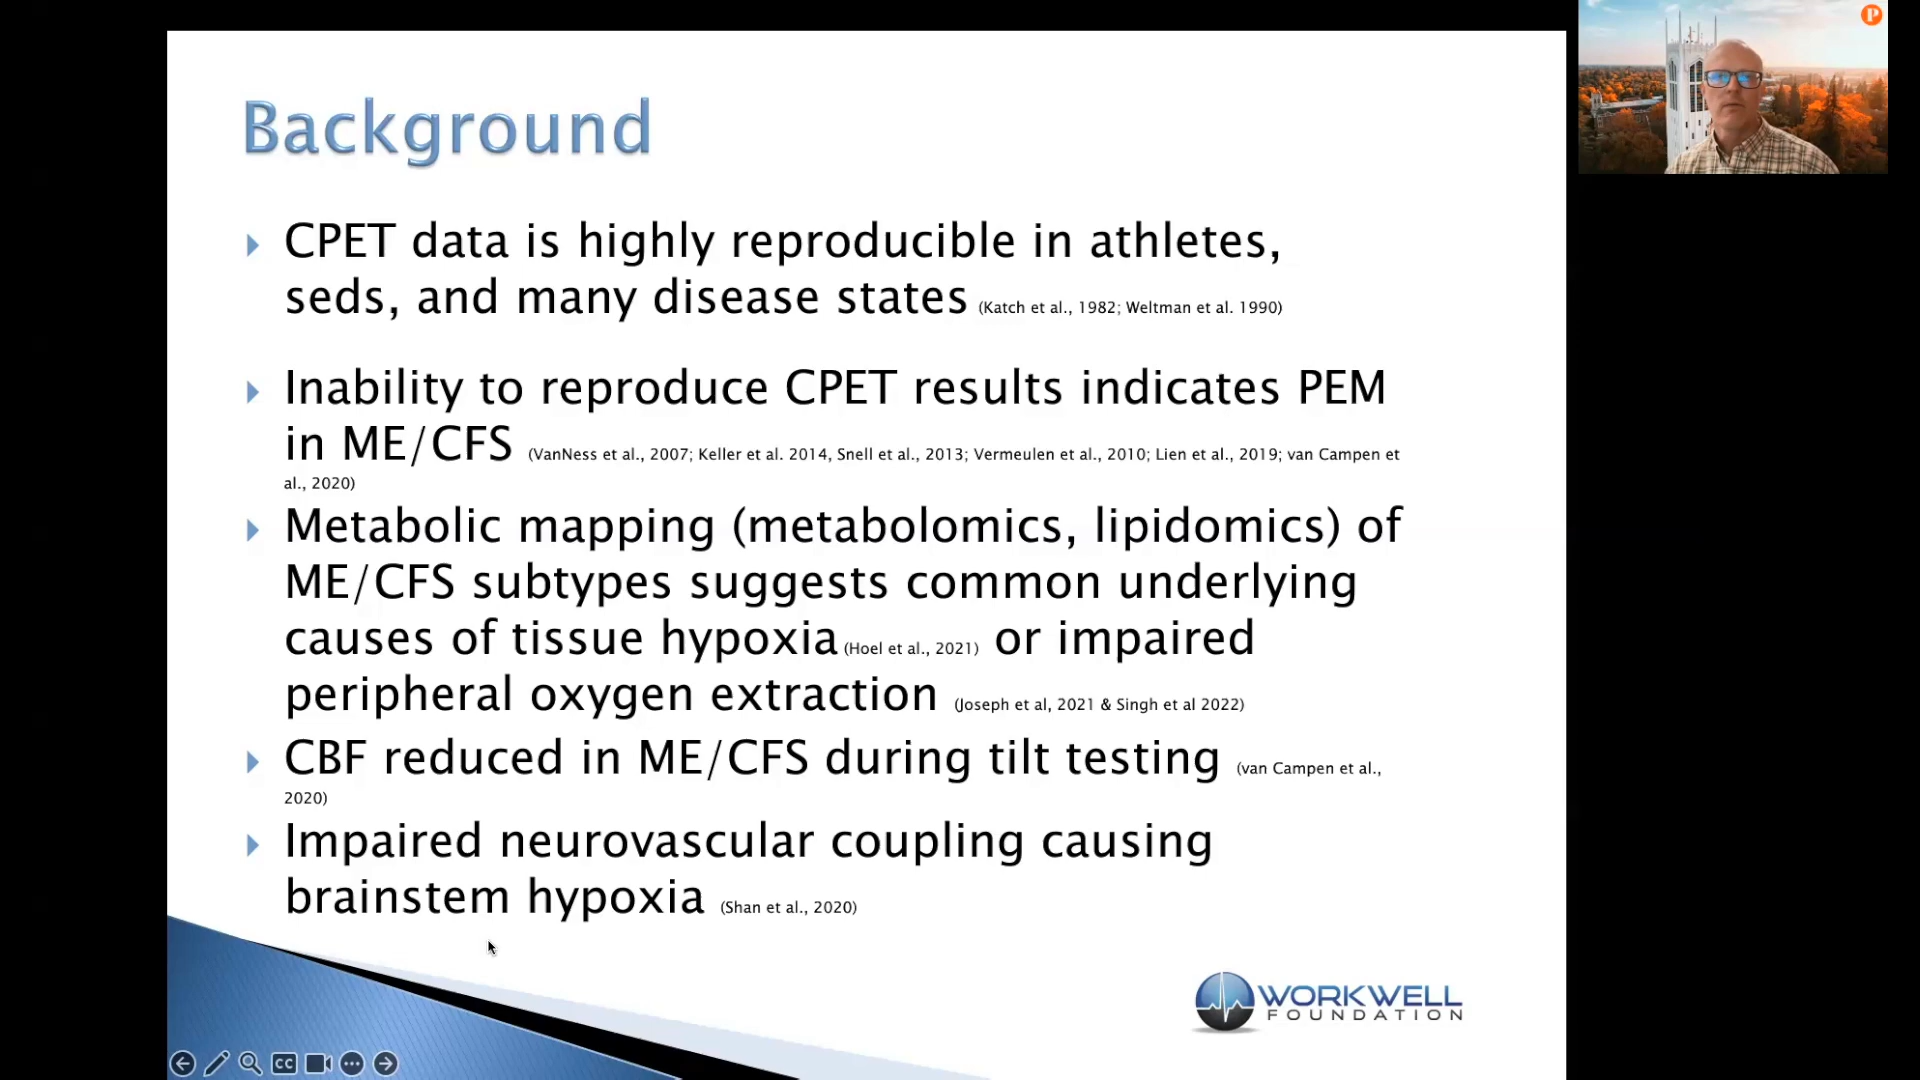 Background
CPET data is highly reproducible in athletes,
seds, and many disease states (Katch et al., 1982; Weltman et al. 1990)
Inability to reproduce CPET results indicates PEM
in ME/CFS (VanNess et al., 2007; Keller et al. 2014, Snell et al., 2013; Vermeulen et al., 2010; Lien et al., 2019; van Campen et
al., 2020)
Metabolic mapping (metabolomics, lipidomics) of
ME/CFS subtypes suggests common underlying
causes of tissue hypoxia (Hoel et al., 2021) or impaired
peripheral oxygen extraction (Joseph et al, 2021 & Singh et al 2022)
CBF reduced in ME/CFS during tilt testing (van Campen et al.,
2020)
Impaired neurovascular coupling causing
brainstem hypoxia (Shan et al., 2020)
WORKWELL
FOUNDATION
CC
P